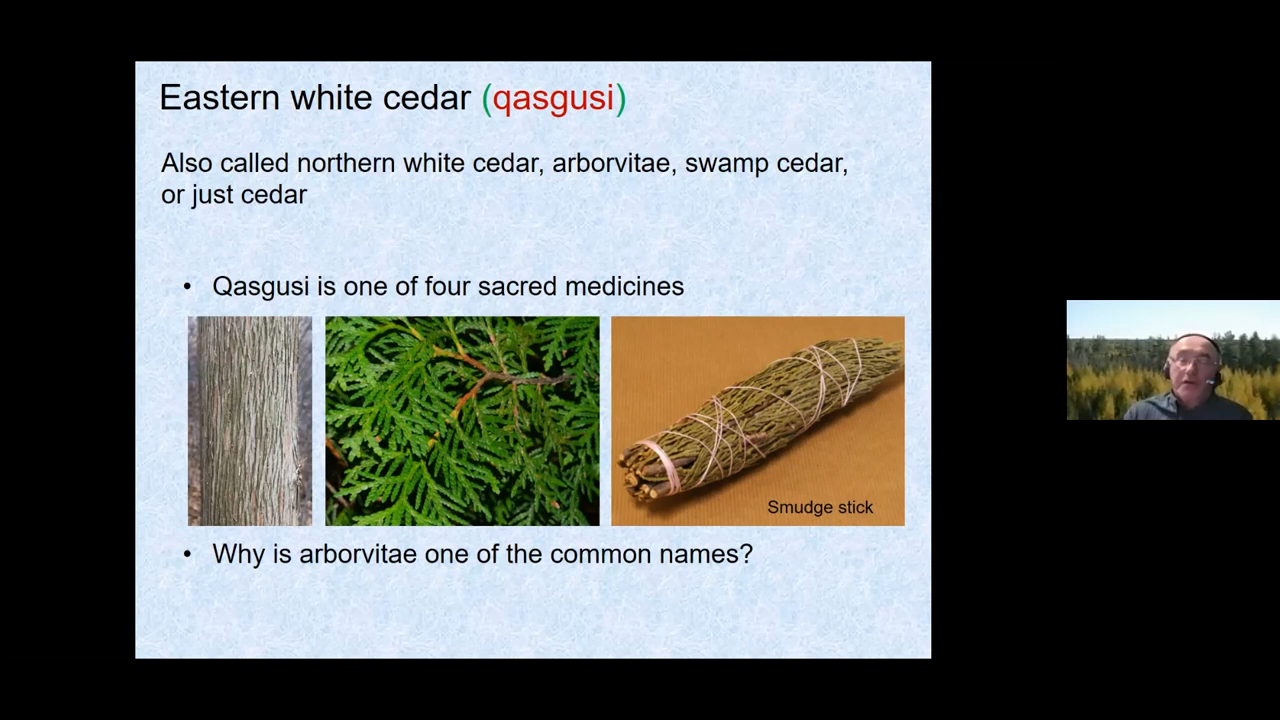 Eastern white cedar (qasgusi)
Also called northern white cedar, arborvitae, swamp cedar,
or just cedar
• Qasgusi is one of four sacred medicines
Smudge stick
• Why is arborvitae one of the common names?